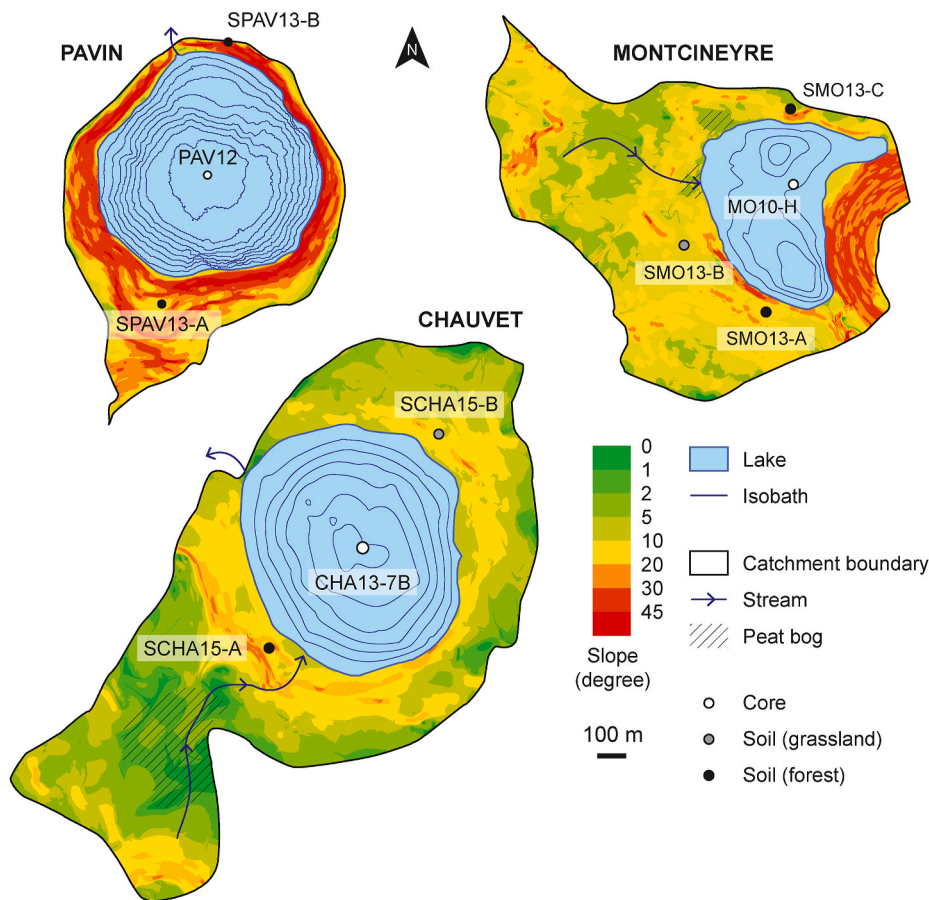 SPAV13-B
PAVIN
N
MONTCINEYRE
SMO13-C
PAV12
MO10-H
SMO13-B
SPAV13-A
SMO13-A
CHAUVET
SCHA15-B
CHA13-7B
SCHA15-A
0
1
2
5
10
20
30
45
Slope
(degree)
100 m
Lake
Isobath
Catchment boundary
Stream
Peat bog
Core
Soil (grassland)
Soil (forest)